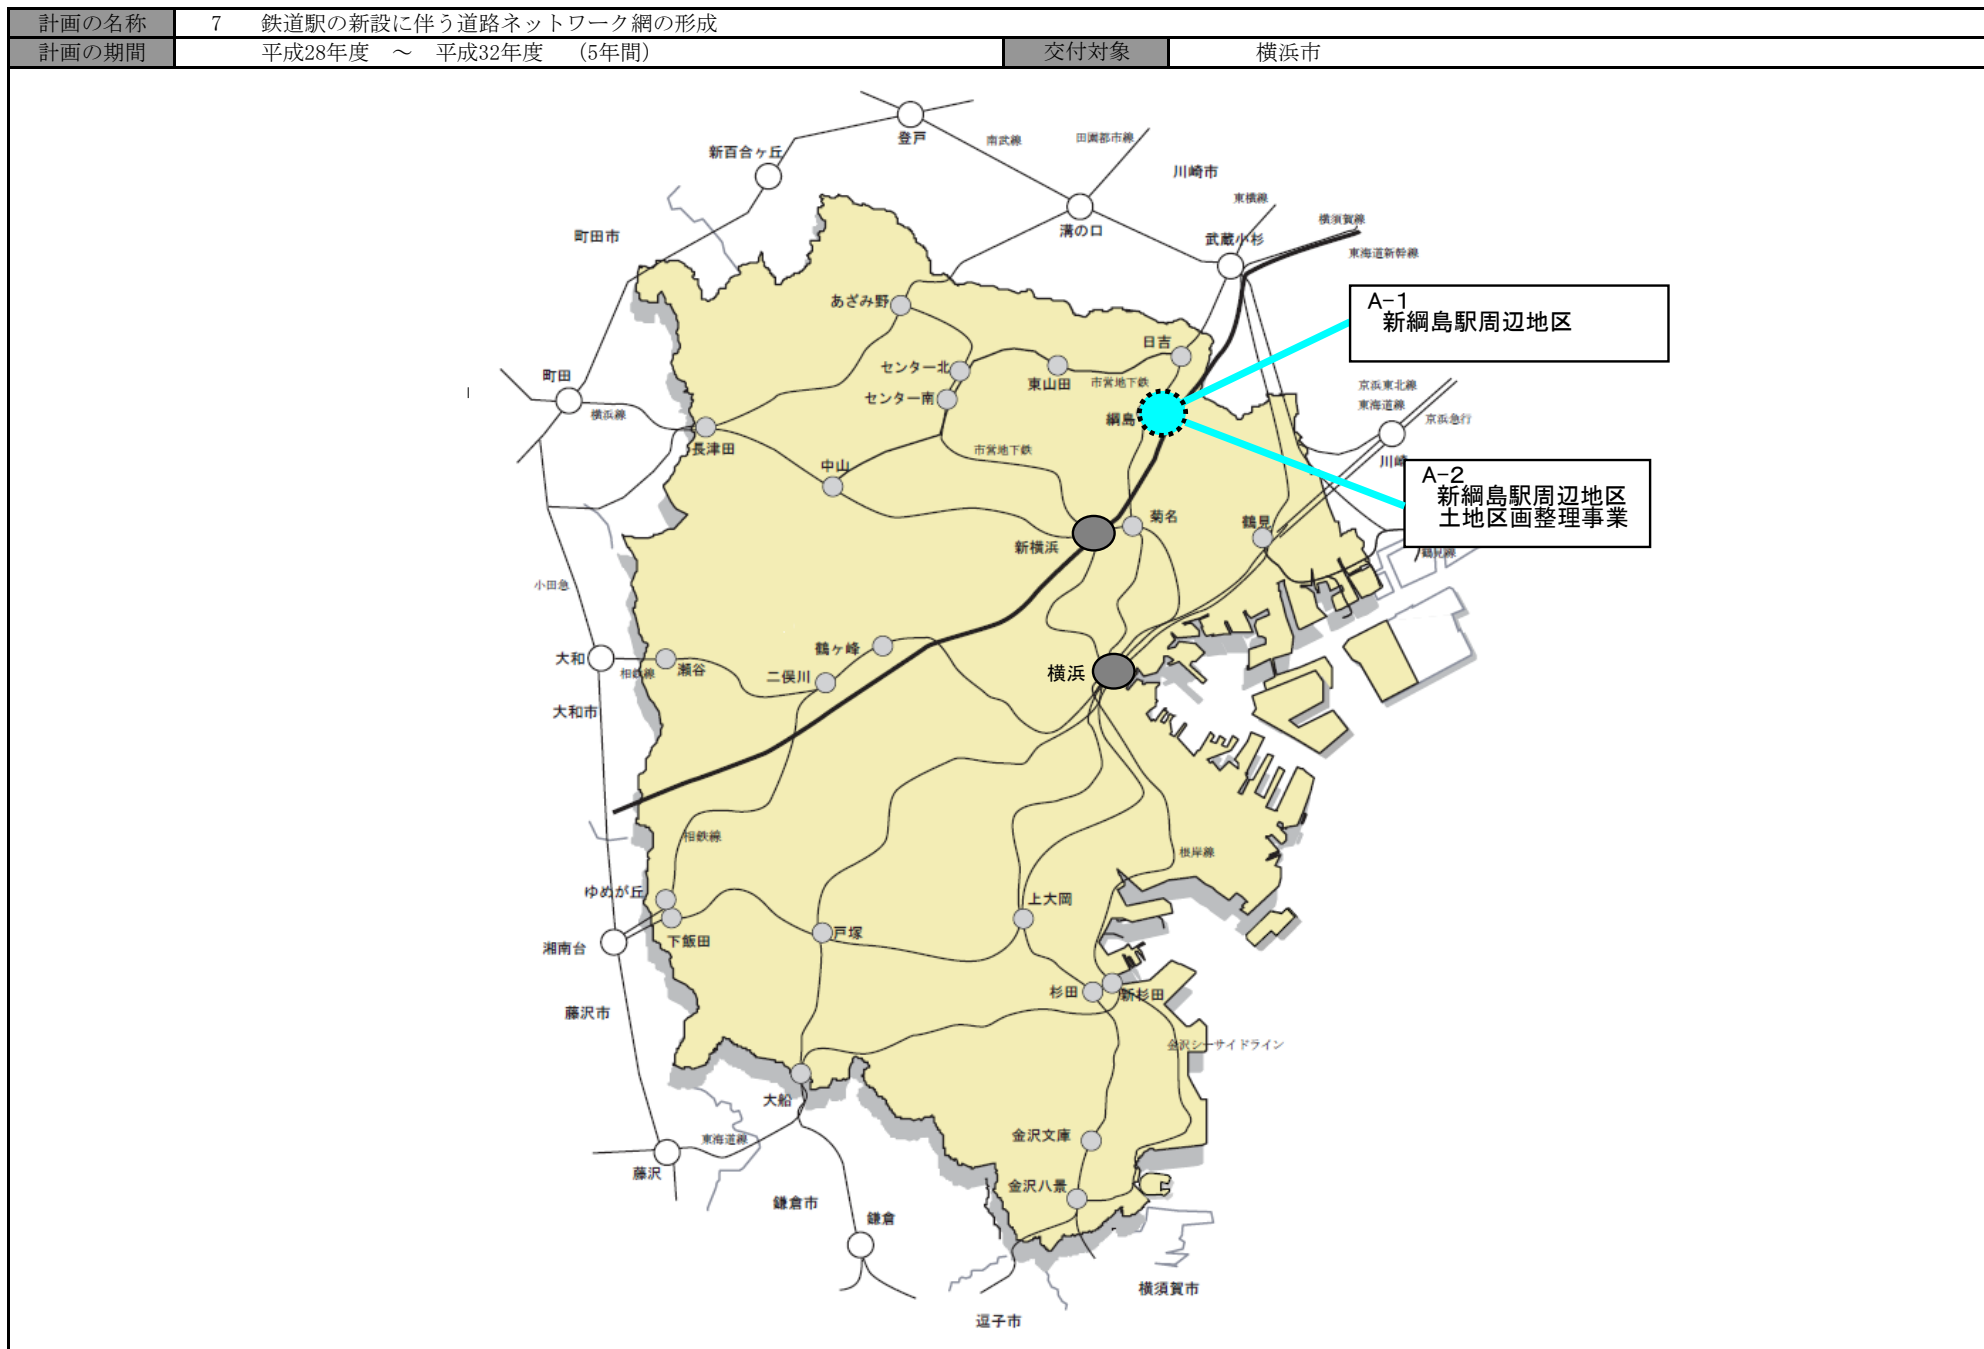 計画の名称 7 鉄道駅の新設に伴う道路ネットワーク網の形成
計画の期間 平成28年度 ～ 平成32年度 （5年間） 交付対象 横浜市
登戸
南武線
田園都市線
新百合ヶ丘
川崎市
東横線
横須賀線
町田市
溝の口
武蔵小杉
東海道新幹線
あざみ野
A-1
新綱島駅周辺地区
日吉
センター北
東山田
市営地下鉄
町田
センター南
京浜東北線
東海道線
京浜急行
横浜線
綱島
長津田
市営地下鉄
川崎
中山
A-2
新綱島駅周辺地区
土地区画整理事業
菊名
鶴見
新横浜
鶴見線
小田急
鶴ヶ峰
大和
相鉄線
瀬谷
二俣川
横浜
大和市
相鉄線
根岸線
ゆめが丘
上大岡
下飯田
戸塚
湘南台
杉田
新杉田
藤沢市
金沢シーサイドライン
大船
東海道線
金沢文庫
藤沢
金沢八景
鎌倉市
鎌倉
横須賀市
逗子市